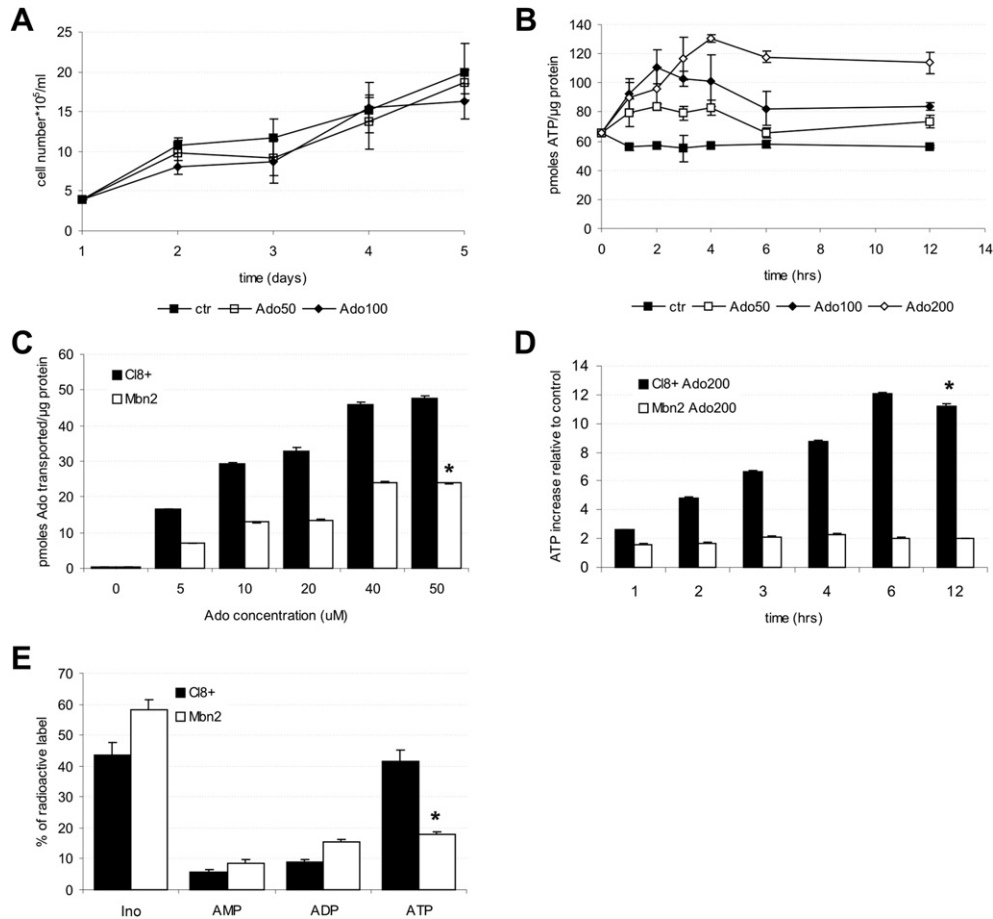 A
cell number*10⁵/ml
25
20
15
10
5
0
1 2 3 4 5
time (days)
ctr Ado50 Ado100
B
pmoles ATP/µg protein
140
120
100
80
60
40
20
0
0 2 4 6 8 10 12 14
time (hrs)
ctr Ado50 Ado100 Ado200
C
pmoles Ado transported/µg protein
60
50
40
30
20
10
0
Cl8+
Mbn2
*
0 5 10 20 40 50
Ado concentration (uM)
D
ATP increase relative to control
14
12
10
8
6
4
2
0
Cl8+ Ado200
Mbn2 Ado200
*
1 2 3 4 6 12
time (hrs)
E
% of radioactive label
70
60
50
40
30
20
10
0
Cl8+
Mbn2
*
Ino AMP ADP ATP